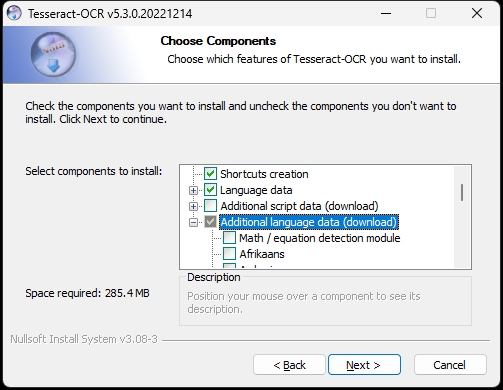 Tesseract-OCR v5.3.0.20221214
Choose Components
Choose which features of Tesseract-OCR you want to install.
Check the components you want to install and uncheck the components you don't want to
install. Click Next to continue.
Select components to install:
Shortcuts creation
Language data
Additional script data (download)
Additional language data (download)
Math / equation detection module
Afrikaans
Space required: 285.4 MB
Description
Position your mouse over a component to see its
description.
Nullsoft Install System v3.08-3
< Back
Next >
Cancel